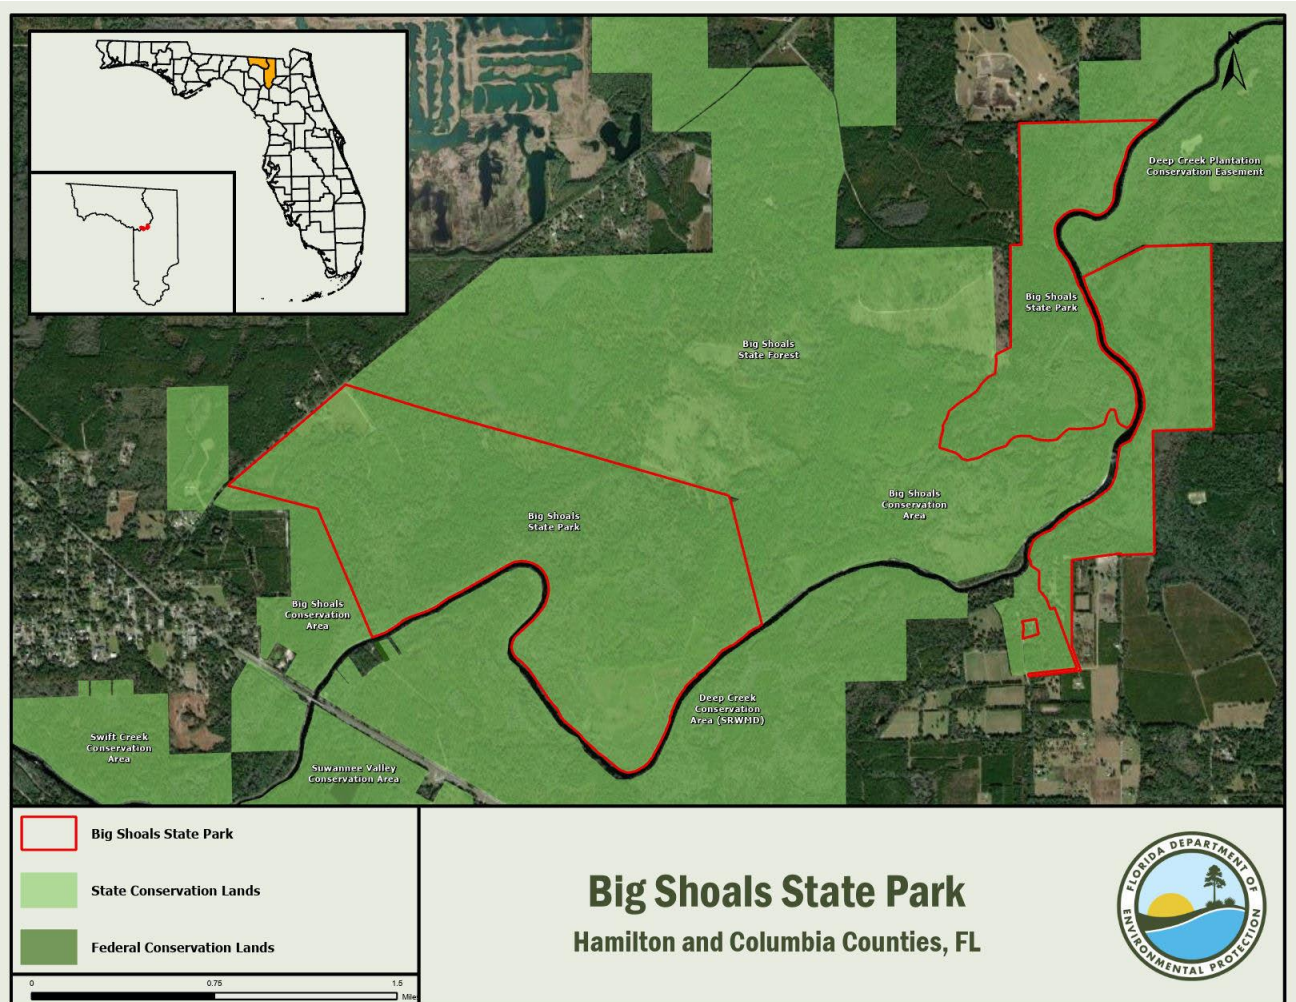 N
Deep Creek Plantation
Conservation Easement
Big Shoals
State Park
Big Shoals
State Forest
Big Shoals
Conservation
Area
Big Shoals
State Park
Big Shoals
Conservation
Area
Deep Creek
Conservation
Area (SRWMD)
Swift Creek
Conservation
Area
Suwannee Valley
Conservation Area
Big Shoals State Park
State Conservation Lands
Federal Conservation Lands
0 0.75 1.5
Mile
Big Shoals State Park
Hamilton and Columbia Counties, FL
FLORIDA DEPARTMENT OF
ENVIRONMENTAL PROTECTION